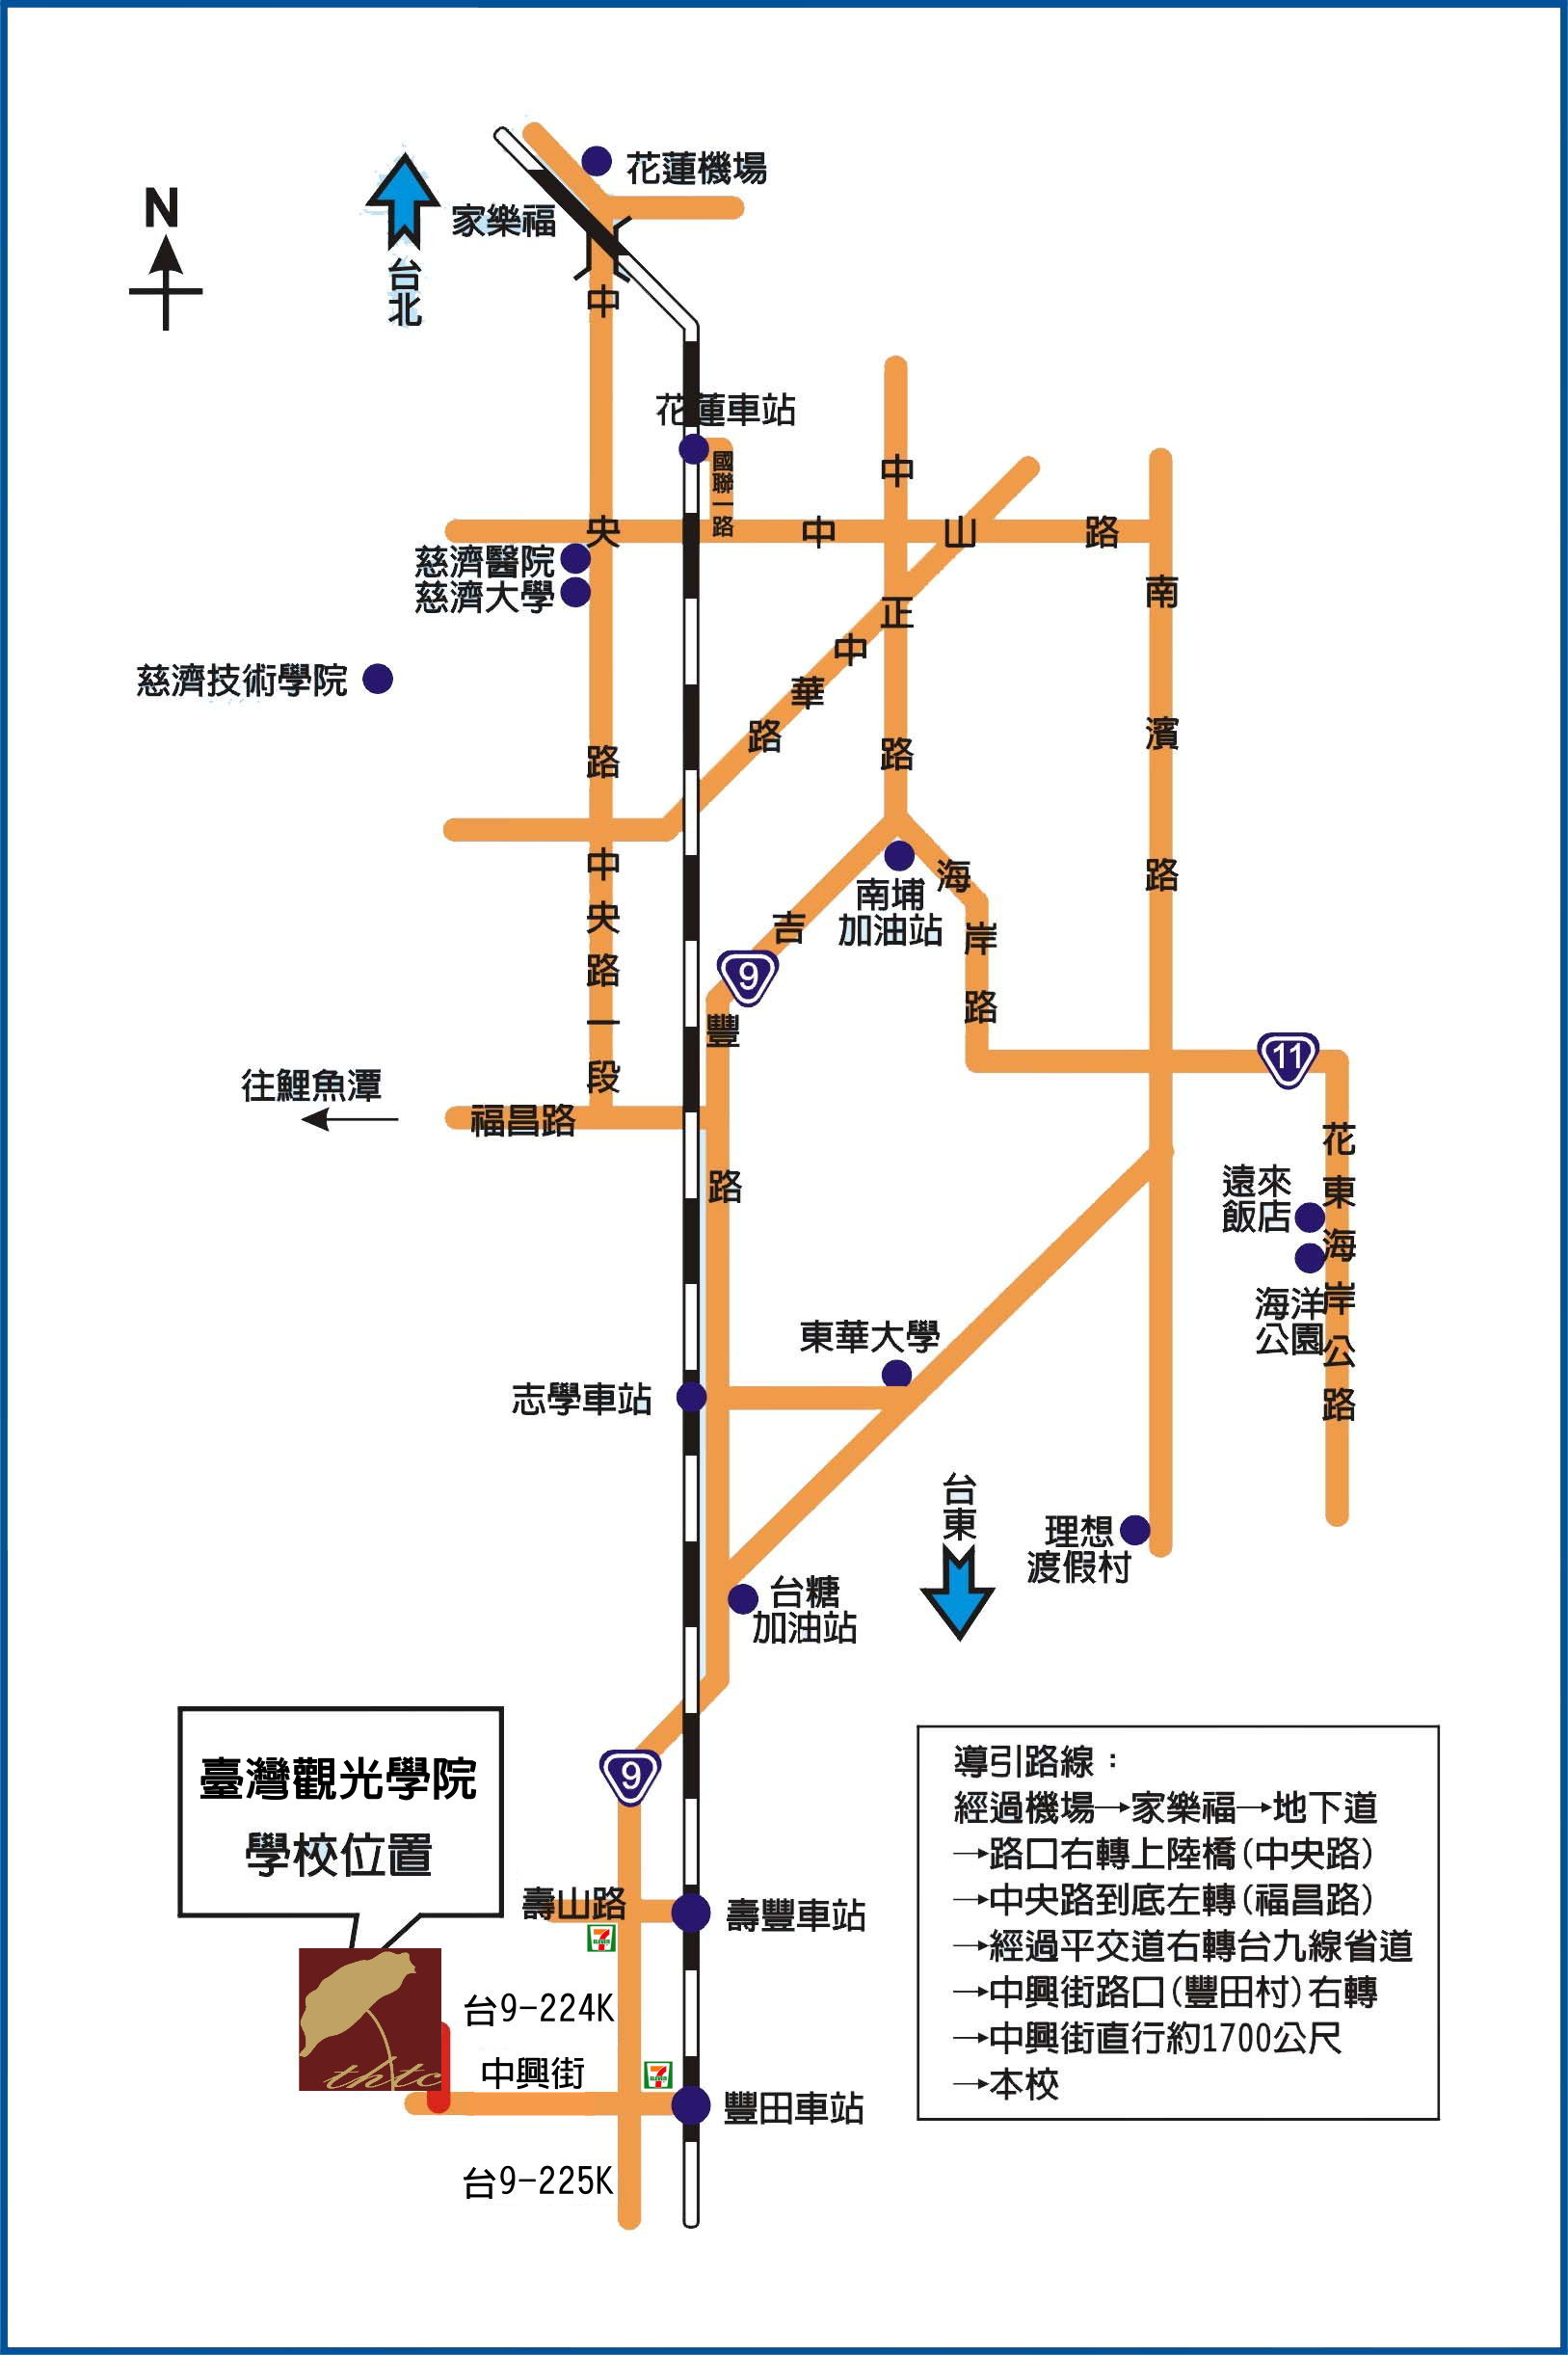 N
台北
花蓮機場
家樂福
中央路
花蓮車站
國聯一路
中山路
中正路
南濱路
慈濟醫院
慈濟大學
慈濟技術學院
中華路
中央路一段
南埔
加油站
海岸路
吉豐路
9
11
往鯉魚潭
福昌路
花東海岸公路
遠來
飯店
海洋
公園
東華大學
志學車站
台東
理想
渡假村
台糖
加油站
臺灣觀光學院
學校位置
9
壽山路
壽豐車站
7
ELEVEN
thtc
台9-224K
中興街
7
ELEVEN
豐田車站
台9-225K
導引路線：
經過機場→家樂福→地下道
→路口右轉上陸橋(中央路)
→中央路到底左轉(福昌路)
→經過平交道右轉台九線省道
→中興街路口(豐田村)右轉
→中興街直行約1700公尺
→本校